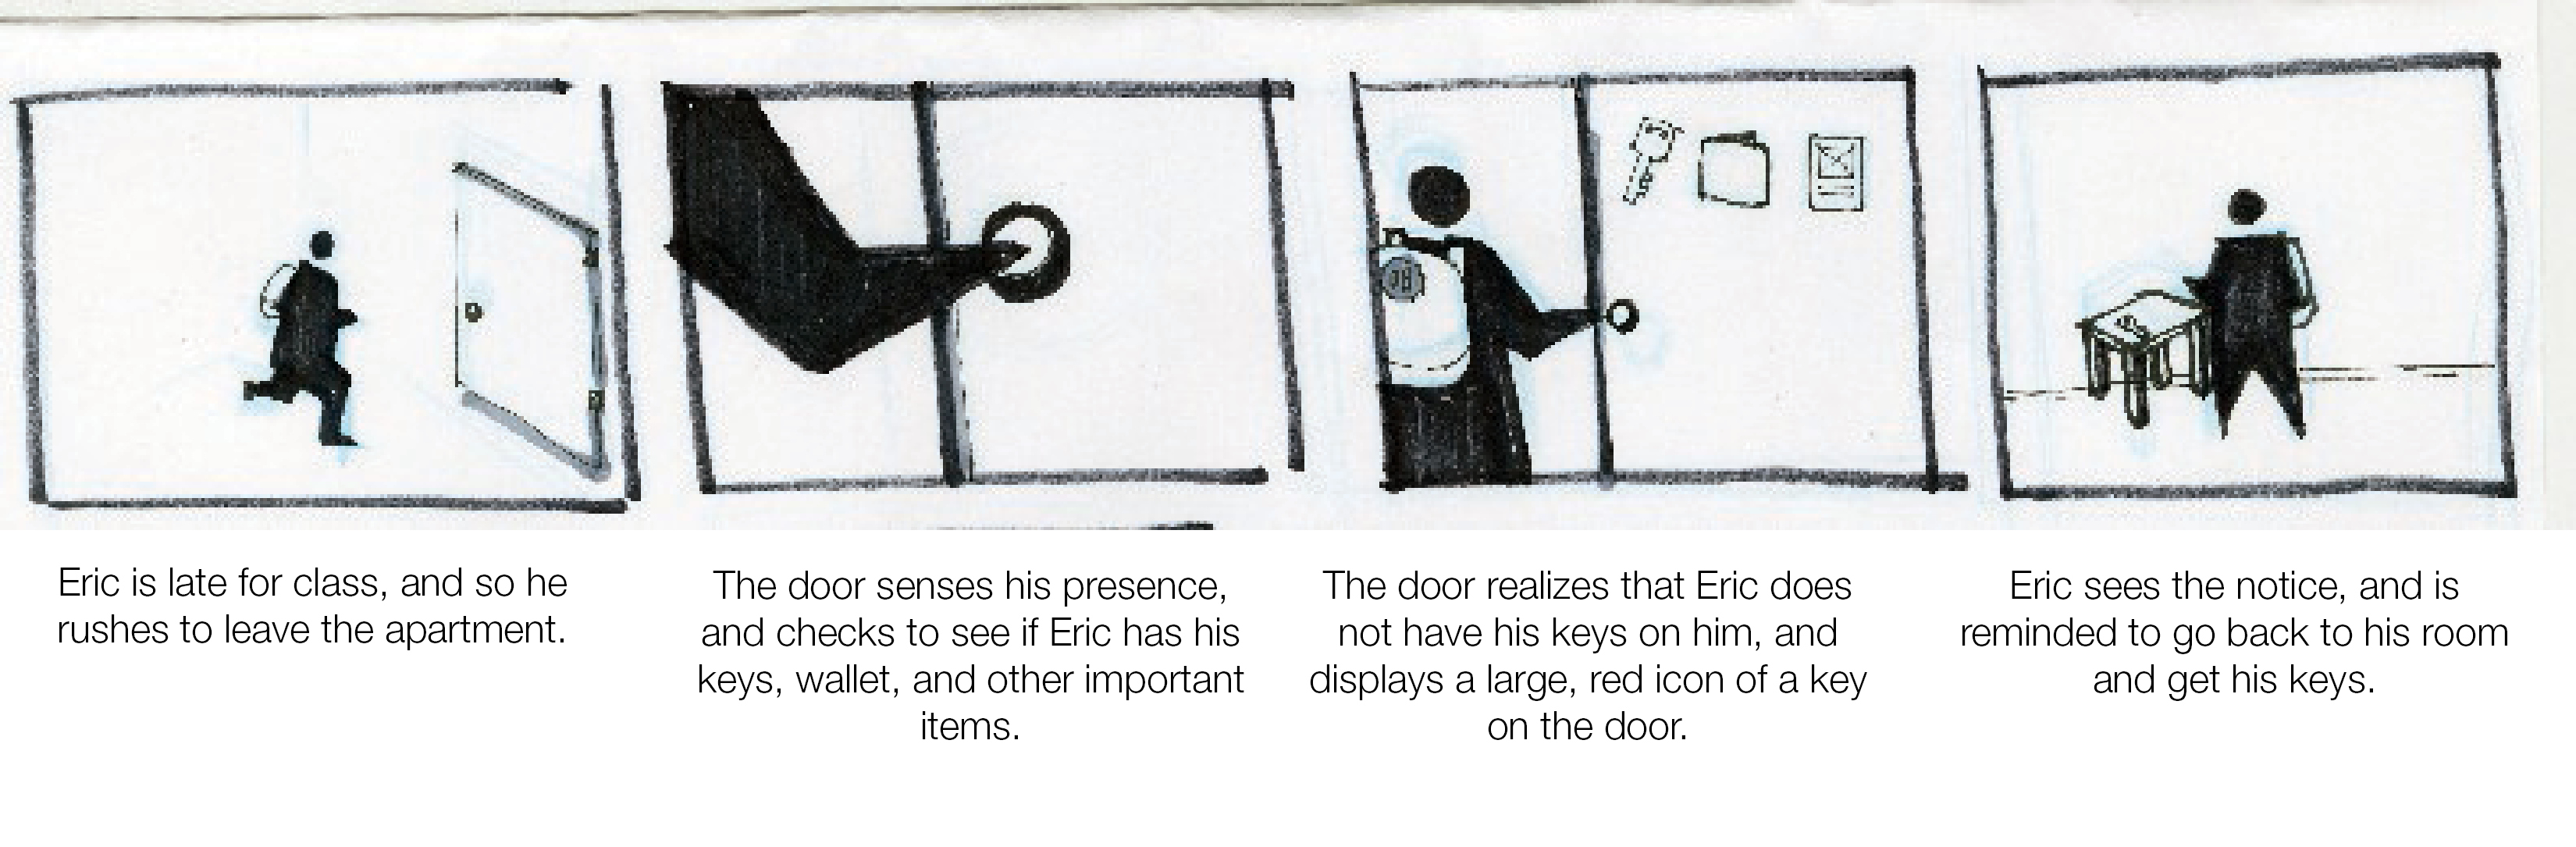 Eric is late for class, and so he
rushes to leave the apartment.
The door senses his presence,
and checks to see if Eric has his
keys, wallet, and other important
items.
The door realizes that Eric does
not have his keys on him, and
displays a large, red icon of a key
on the door.
Eric sees the notice, and is
reminded to go back to his room
and get his keys.